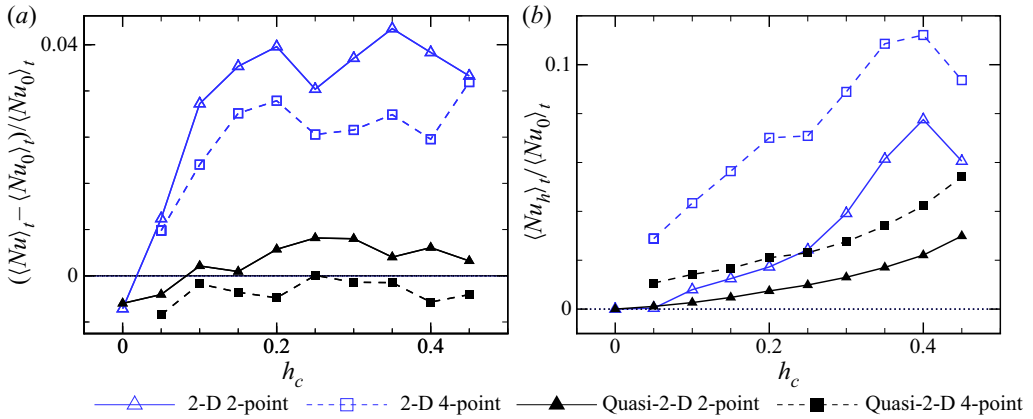 (a)
(b)
0.04
0
(⟨Nu⟩t – ⟨Nu0⟩t)/⟨Nu0⟩t
0 0.2 0.4
hc
0.1
0
⟨Nuh⟩t/⟨Nu0⟩t
0 0.2 0.4
hc
2-D 2-point 2-D 4-point Quasi-2-D 2-point Quasi-2-D 4-point